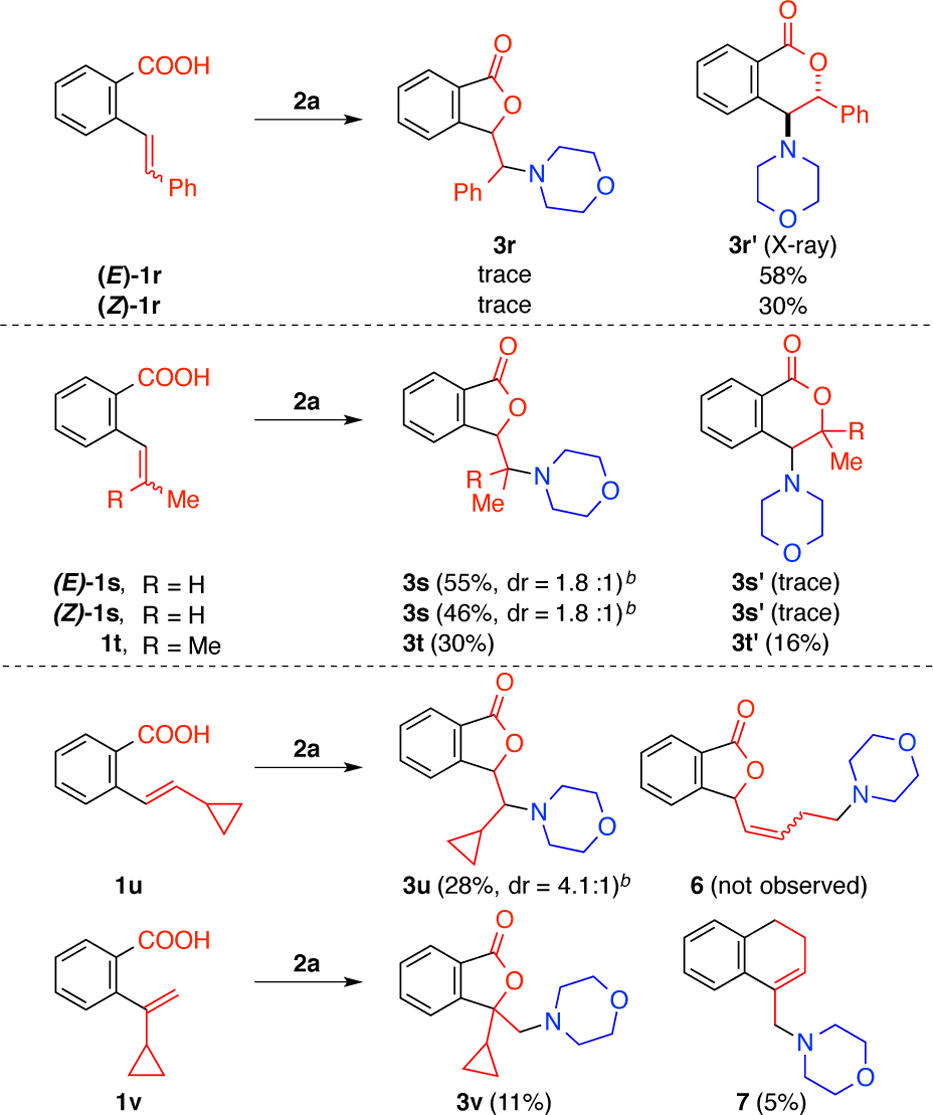 COOH
2a
Ph
O
O
Ph
N
O
O
O
Ph
N
O
3r
3r' (X-ray)
(E)-1r
trace
58%
(Z)-1r
trace
30%
COOH
2a
R
Me
O
O
R
Me
N
O
O
O
R
Me
N
O
(E)-1s, R = H
3s (55%, dr = 1.8 :1)b
3s' (trace)
(Z)-1s, R = H
3s (46%, dr = 1.8 :1)b
3s' (trace)
1t, R = Me
3t (30%)
3t' (16%)
COOH
2a
O
O
N
O
O
O
N
O
1u
3u (28%, dr = 4.1:1)b
6 (not observed)
COOH
2a
O
O
N
O
N
O
1v
3v (11%)
7 (5%)